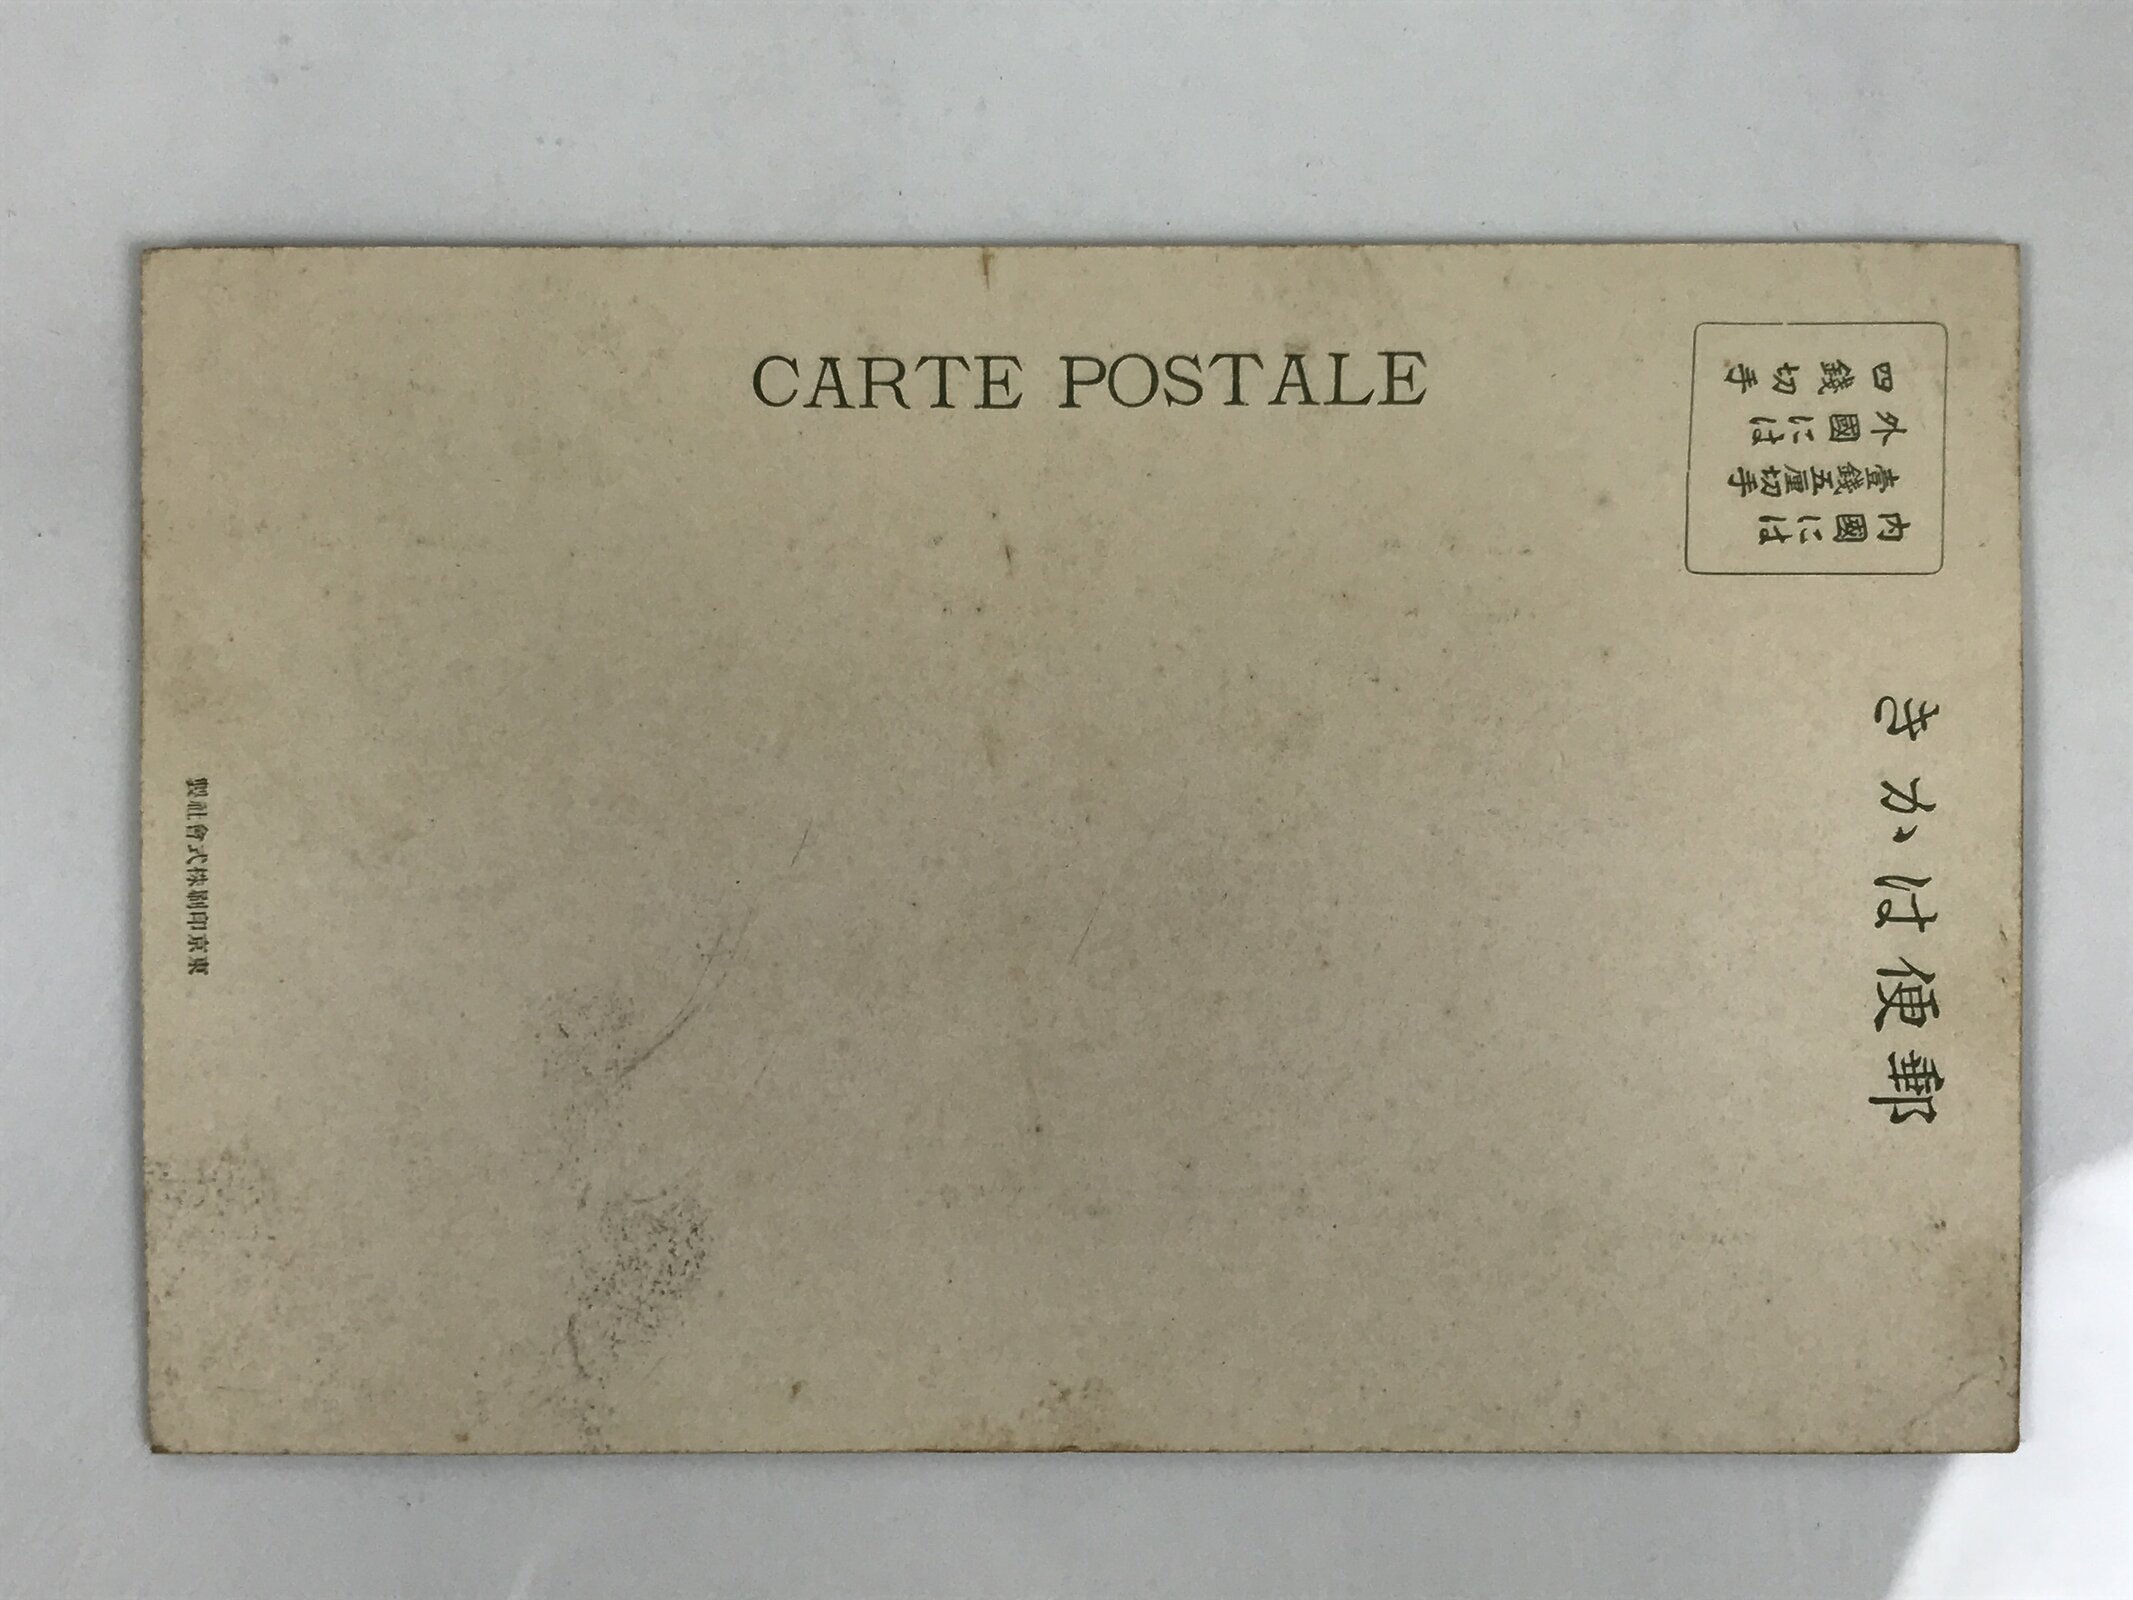 CARTE POSTALE
郵便はかき
内國には
壹錢五厘切手
外國には
四錢切手
東京印刷株式會社製